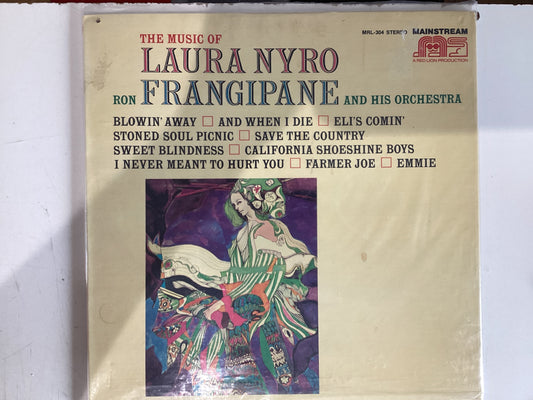 MRL-304 STEREO
MAINSTREAM
A RED LION PRODUCTION
THE MUSIC OF
LAURA NYRO
RON FRANGIPANE AND HIS ORCHESTRA
BLOWIN' AWAY □ AND WHEN I DIE □ ELI'S COMIN'
STONED SOUL PICNIC □ SAVE THE COUNTRY
SWEET BLINDNESS □ CALIFORNIA SHOESHINE BOYS
I NEVER MEANT TO HURT YOU □ FARMER JOE □ EMMIE